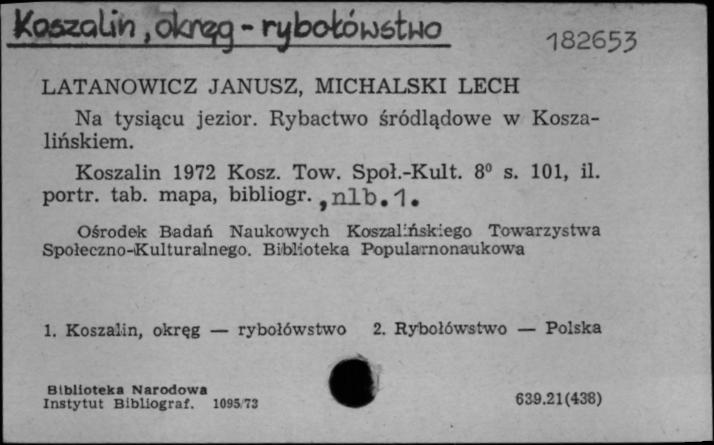 Koszalin, okręg - rybołówstwo
182653
LATANOWICZ JANUSZ, MICHALSKI LECH
Na tysiącu jezior. Rybactwo śródlądowe w Kosza-
lińskiem.
Koszalin 1972 Kosz. Tow. Społ.-Kult. 8⁰ s. 101, il.
portr. tab. mapa, bibliogr. , nlb. 1.
Ośrodek Badań Naukowych Koszalińskiego Towarzystwa
Społeczno-Kulturalnego. Biblioteka Popularnonaukowa
1. Koszalin, okręg — rybołówstwo 2. Rybołówstwo — Polska
Biblioteka Narodowa
Instytut Bibliograf. 1095/73
639.21(438)